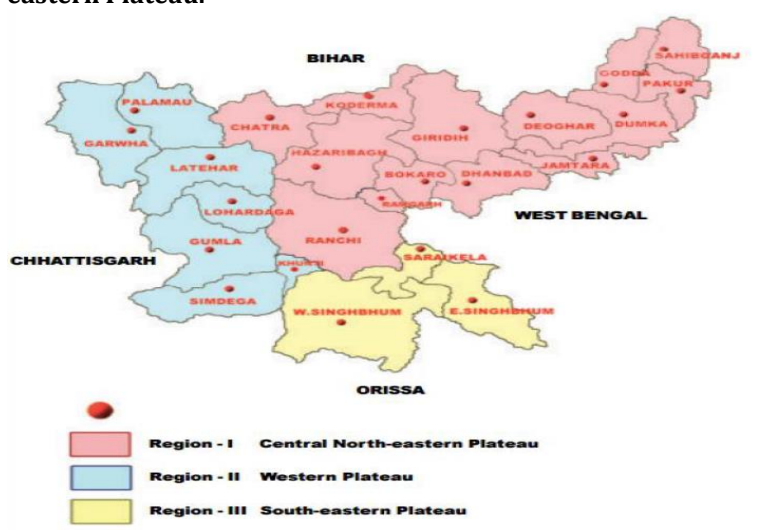 eastern Plateau.
BIHAR
SAHIBGANJ
GODDA
PAKUR
PALAMAU
KODERMA
CHATRA
GIRIDIH
DEOGHAR
DUMKA
GARWHA
HAZARIBAGH
JAMTARA
LATEHAR
BOKARO
DHANBAD
RAMGARH
LOHARDAGA
WEST BENGAL
GUMLA
RANCHI
CHHATTISGARH
SARAIKELA
KHUNTI
SIMDEGA
W.SINGHBHUM
E.SINGHBHUM
ORISSA
Region - I Central North-eastern Plateau
Region - II Western Plateau
Region - III South-eastern Plateau